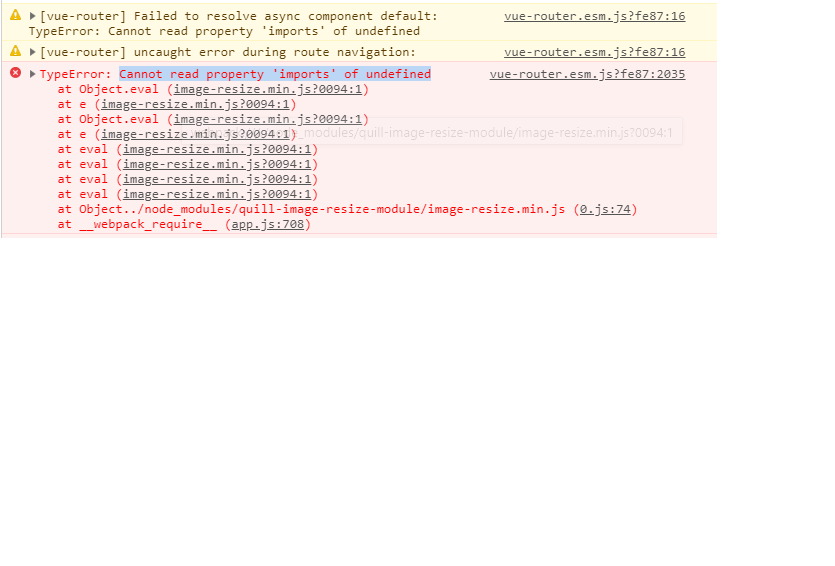 [vue-router] Failed to resolve async component default: vue-router.esm.js?fe87:16
TypeError: Cannot read property 'imports' of undefined
[vue-router] uncaught error during route navigation: vue-router.esm.js?fe87:16
TypeError: Cannot read property 'imports' of undefined vue-router.esm.js?fe87:2035
at Object.eval (image-resize.min.js?0094:1)
at e (image-resize.min.js?0094:1)
at Object.eval (image-resize.min.js?0094:1)
at e (image-resize.min.js?0094:1) _modules/quill-image-resize-module/image-resize.min.js?0094:1
at eval (image-resize.min.js?0094:1)
at eval (image-resize.min.js?0094:1)
at eval (image-resize.min.js?0094:1)
at eval (image-resize.min.js?0094:1)
at Object../node_modules/quill-image-resize-module/image-resize.min.js (0.js:74)
at __webpack_require__ (app.js:708)